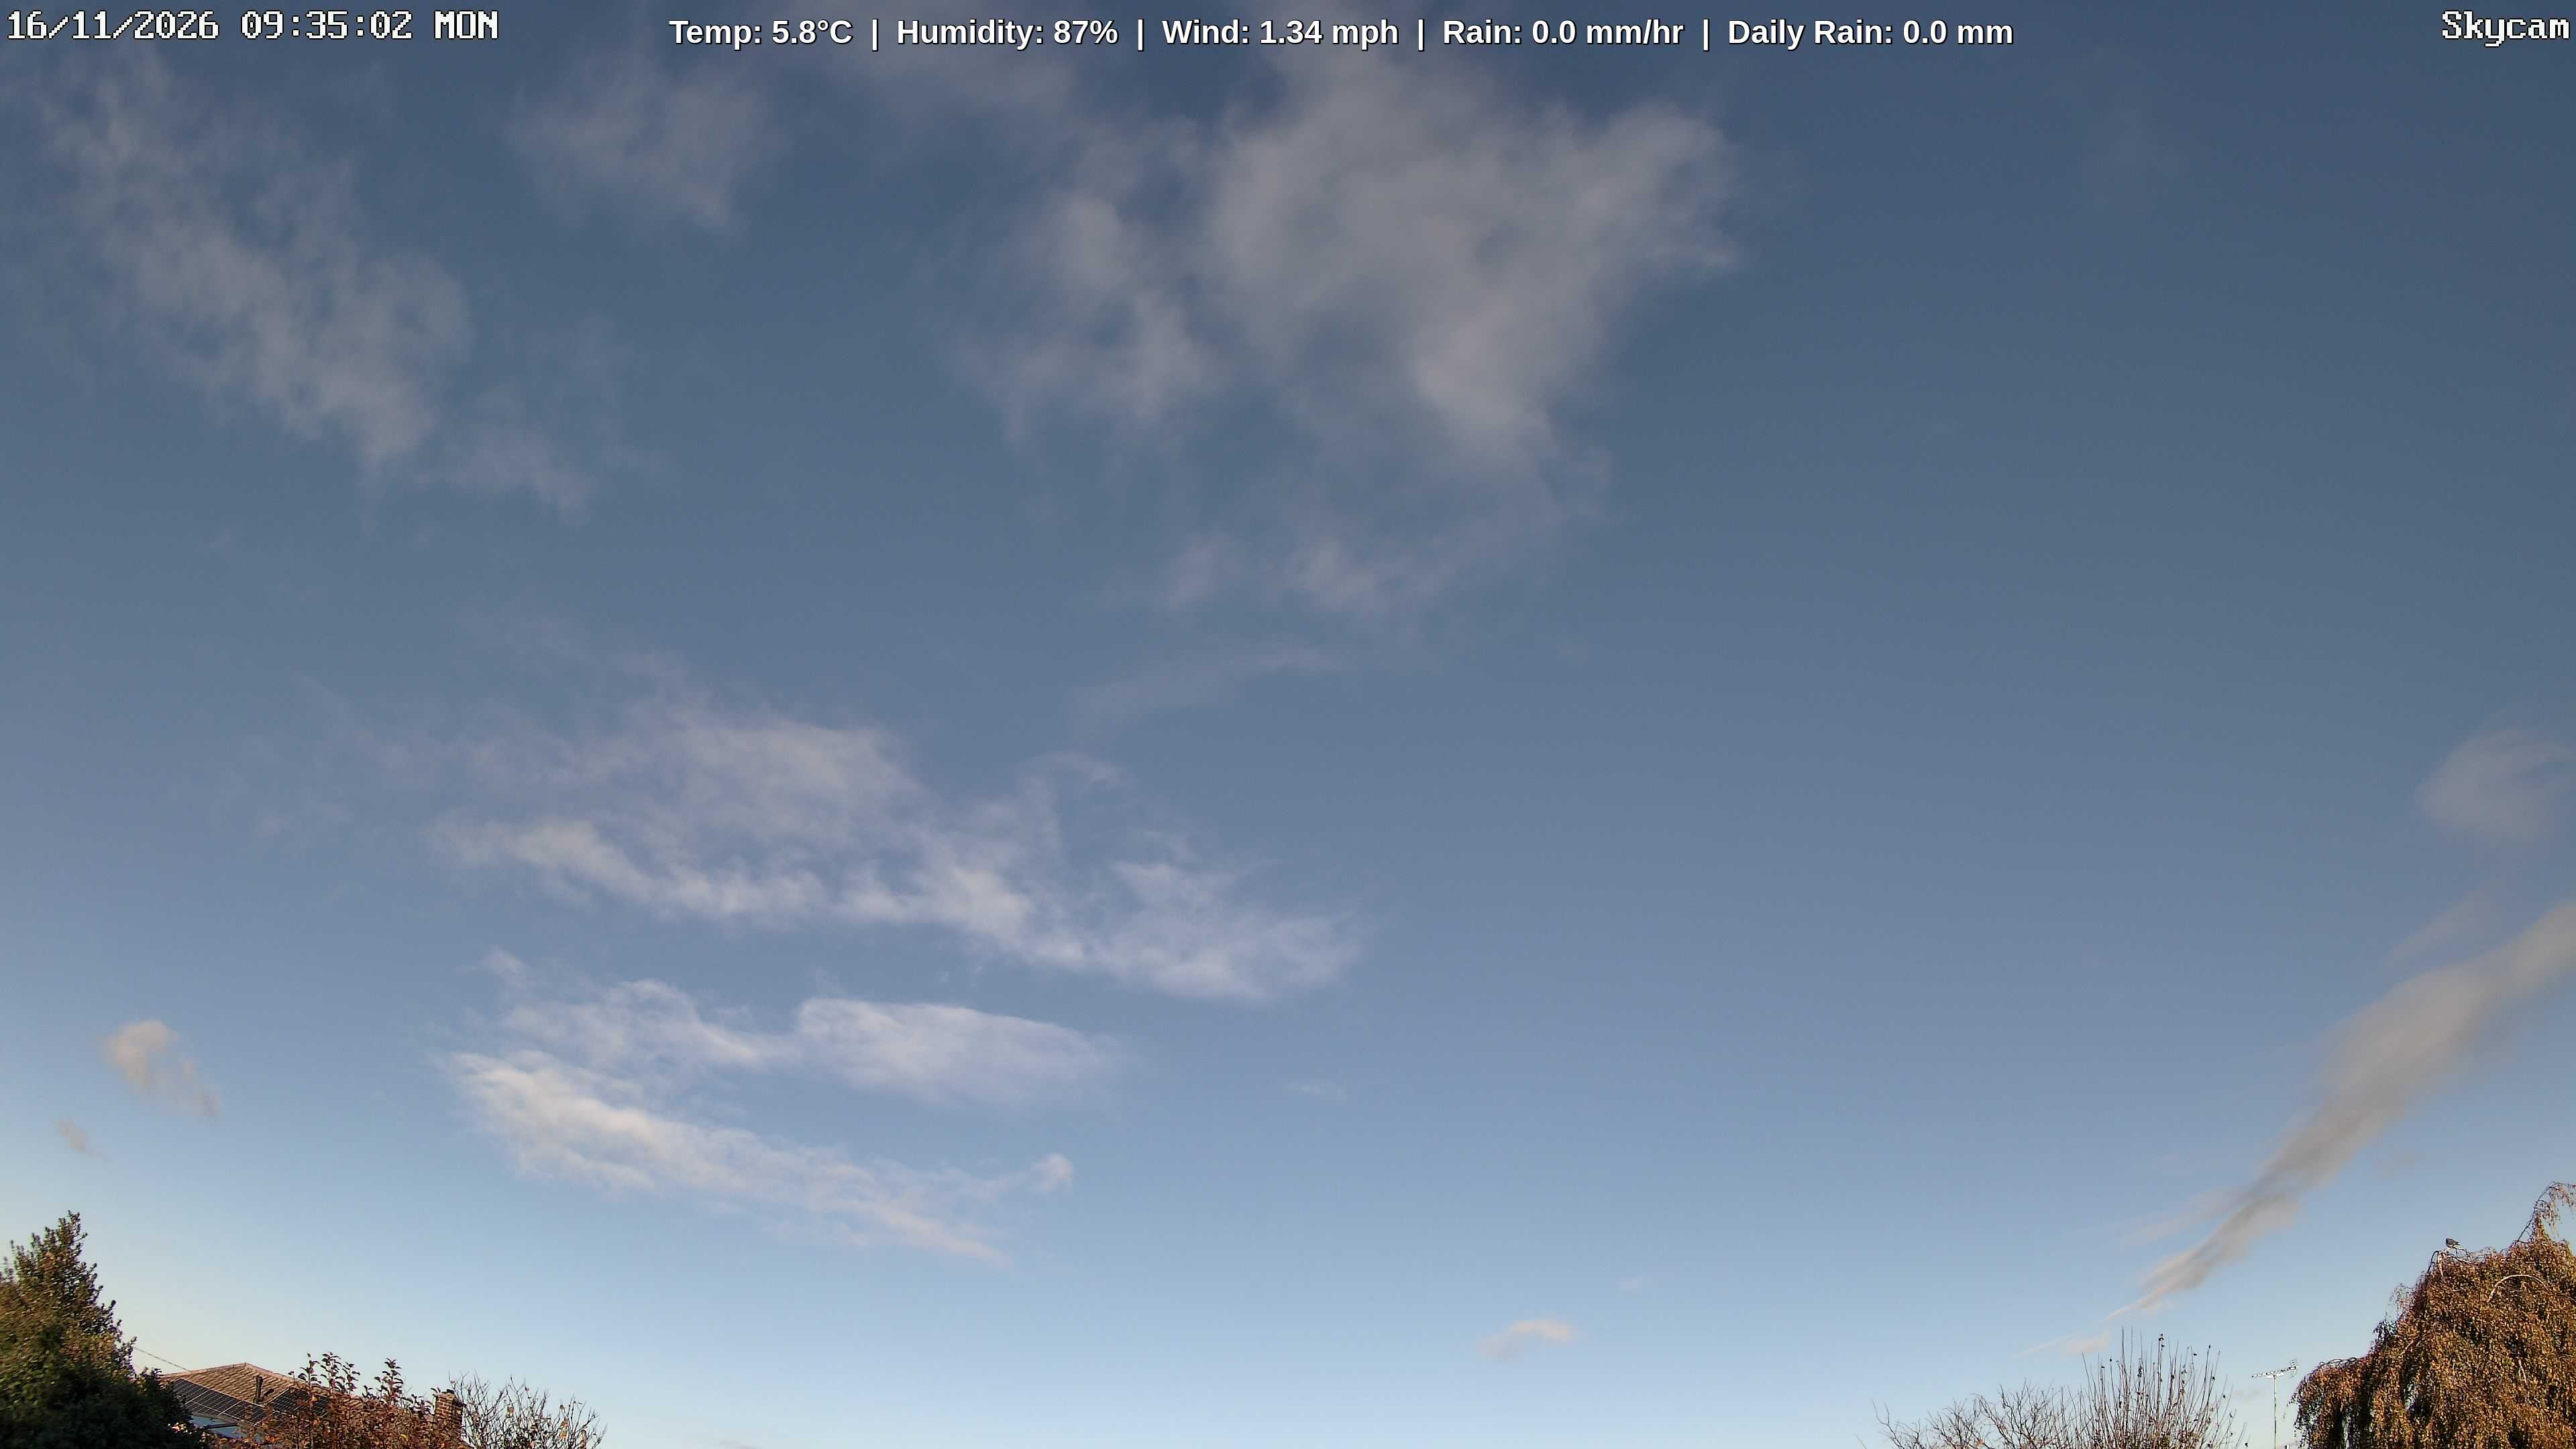 16/11/2026 09:35:02 MON
Temp: 5.8°C | Humidity: 87% | Wind: 1.34 mph | Rain: 0.0 mm/hr | Daily Rain: 0.0 mm
Skycam